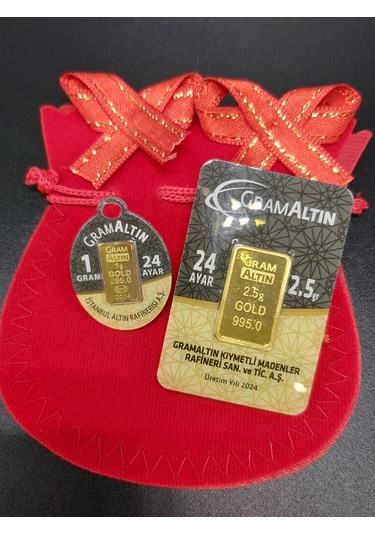 GRAMALTIN
1
GRAM
24
AYAR
GRAM
ALTIN
1g
GOLD
995.0
2024
İSTANBUL ALTIN RAFİNERİSİ A.Ş.
GRAMALTIN
24
AYAR
2.5gr
GRAM
ALTIN
2.5g
GOLD
995.0
GRAMALTIN KIYMETLİ MADENLER
RAFİNERİ SAN. ve TİC. A.Ş.
Üretim Yılı 2024